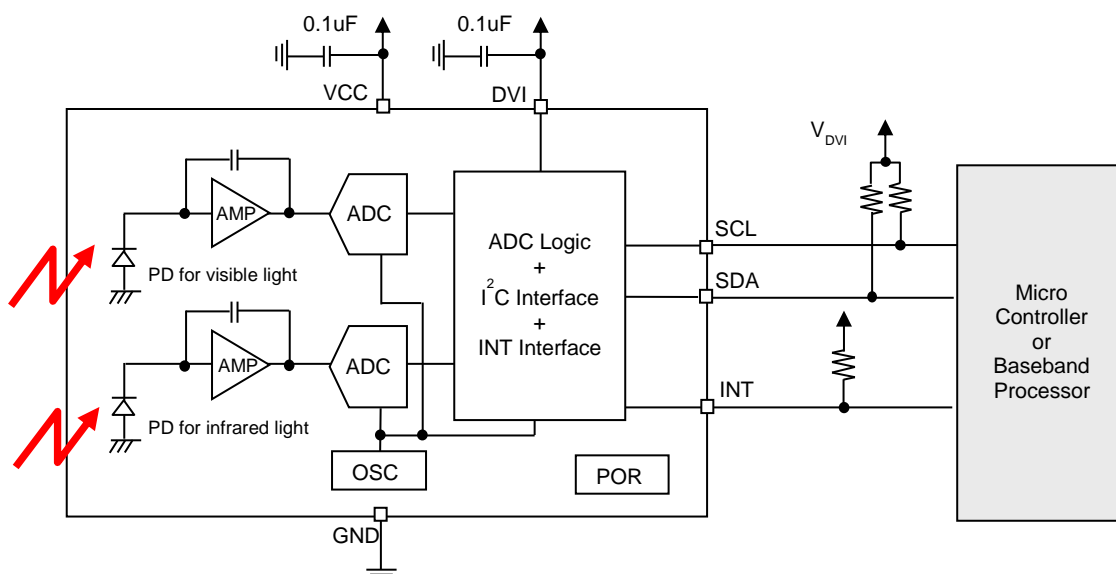 0.1uF
0.1uF
VCC
DVI
V_DVI
AMP
ADC
PD for visible light
ADC Logic
+
I²C Interface
+
INT Interface
SCL
SDA
INT
AMP
ADC
PD for infrared light
OSC
POR
GND
Micro
Controller
or
Baseband
Processor